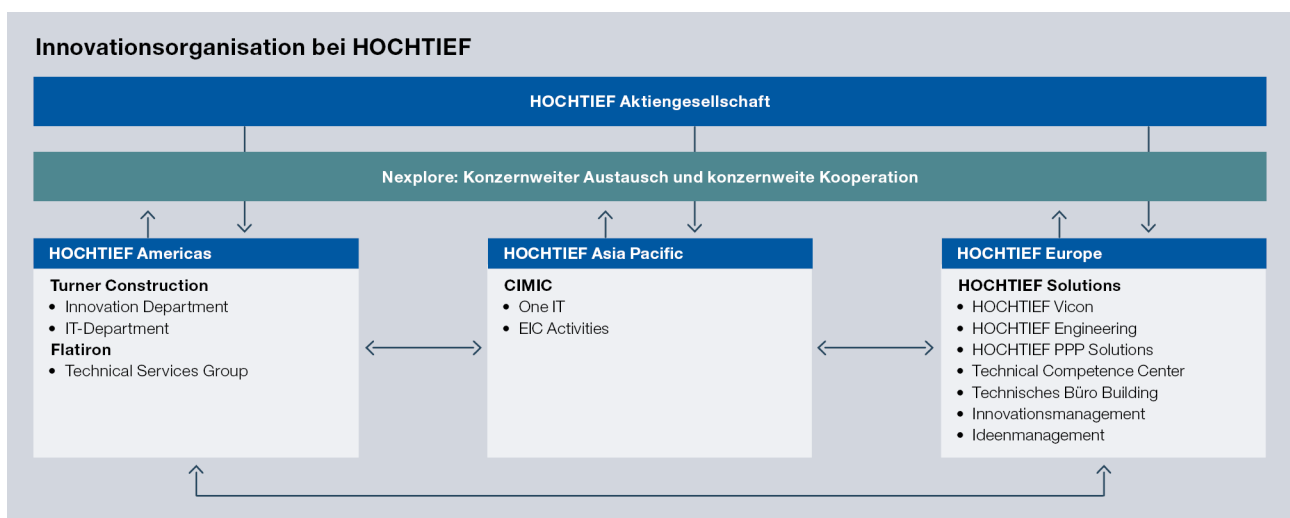 Innovationsorganisation bei HOCHTIEF
HOCHTIEF Aktiengesellschaft
Nexplore: Konzernweiter Austausch und konzernweite Kooperation
HOCHTIEF Americas
Turner Construction
• Innovation Department
• IT-Department
Flatiron
• Technical Services Group
HOCHTIEF Asia Pacific
CIMIC
• One IT
• EIC Activities
HOCHTIEF Europe
HOCHTIEF Solutions
• HOCHTIEF Vicon
• HOCHTIEF Engineering
• HOCHTIEF PPP Solutions
• Technical Competence Center
• Technisches Büro Building
• Innovationsmanagement
• Ideenmanagement